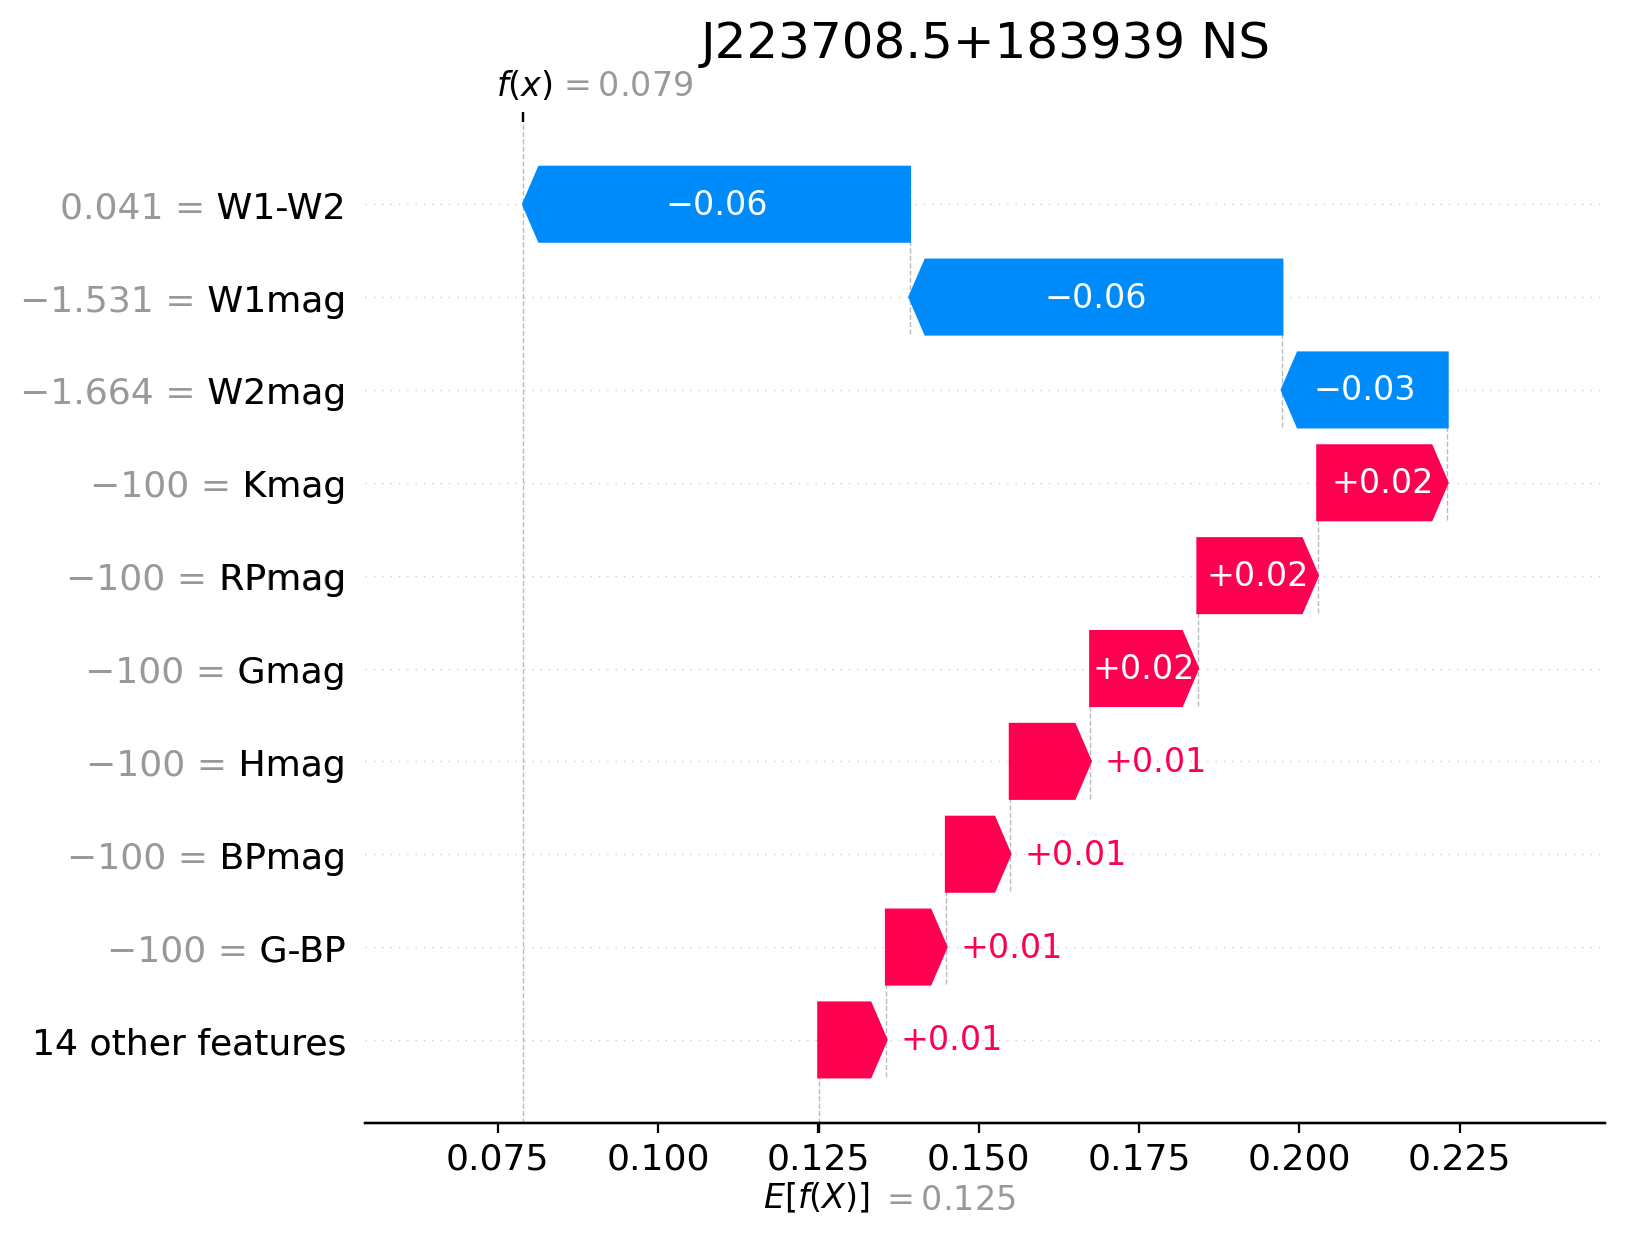 J223708.5+183939 NS
f(x) = 0.079
0.041 = W1-W2
−0.06
−1.531 = W1mag
−0.06
−1.664 = W2mag
−0.03
−100 = Kmag
+0.02
−100 = RPmag
+0.02
−100 = Gmag
+0.02
−100 = Hmag
+0.01
−100 = BPmag
+0.01
−100 = G-BP
+0.01
14 other features
+0.01
0.075 0.100 0.125 0.150 0.175 0.200 0.225
E[f(X)] = 0.125